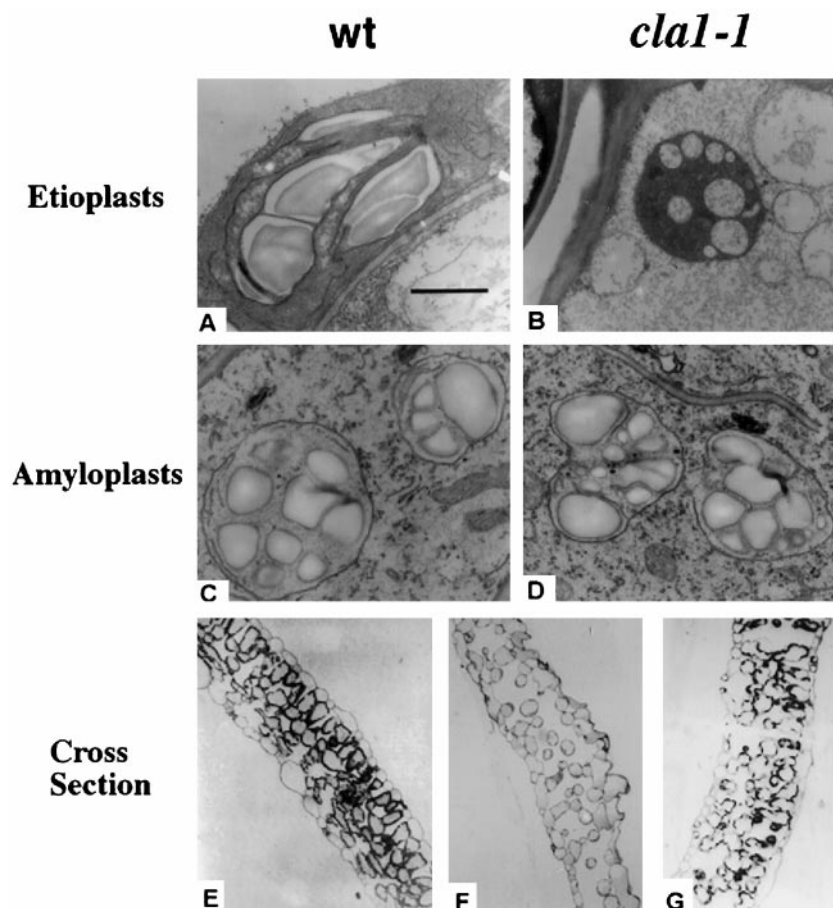 wt cla1-1
Etioplasts
A B
Amyloplasts
C D
Cross
Section
E F G